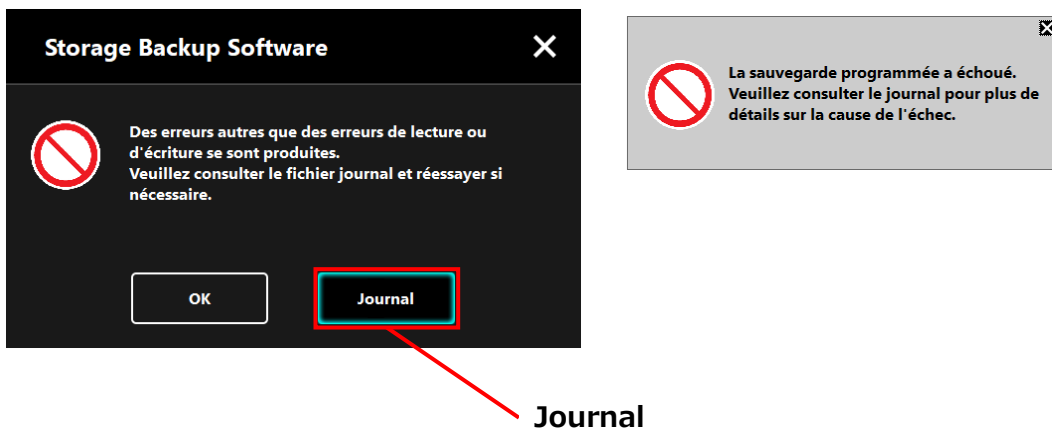 Storage Backup Software
Des erreurs autres que des erreurs de lecture ou
d'écriture se sont produites.
Veuillez consulter le fichier journal et réessayer si
nécessaire.
OK
Journal
La sauvegarde programmée a échoué.
Veuillez consulter le journal pour plus de
détails sur la cause de l'échec.
Journal